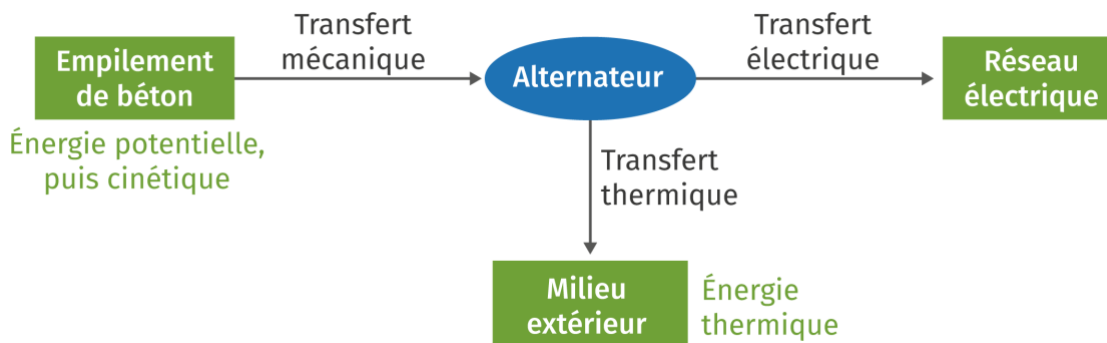 Empilement
de béton
Énergie potentielle,
puis cinétique
Transfert
mécanique
Alternateur
Transfert
électrique
Réseau
électrique
Transfert
thermique
Milieu
extérieur
Énergie
thermique